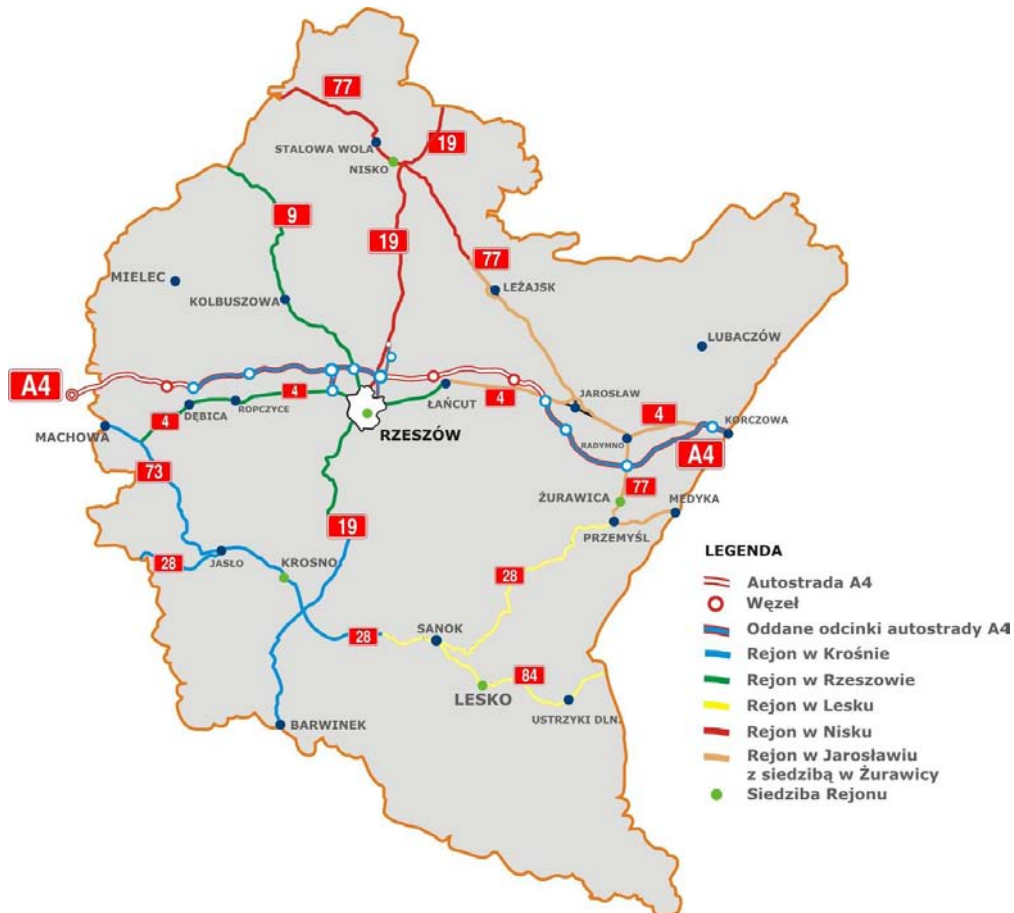 77
STALOWA WOLA
19
NISKO
9
19
77
MIELEC
LEŻAJSK
KOLBUSZOWA
LUBACZÓW
A4
4
ŁAŃCUT
4
JAROSŁAW
4
DĘBICA
ROPCZYCE
4
KORCZOWA
MACHOWA
RZESZÓW
RADYMNO
A4
73
77
ŻURAWICA
MEDYKA
19
PRZEMYŚL
28
JASŁO
KROSNO
28
28
SANOK
84
LESKO
USTRZYKI DLN.
BARWINEK
LEGENDA
Autostrada A4
Węzeł
Oddane odcinki autostrady A4
Rejon w Krośnie
Rejon w Rzeszowie
Rejon w Lesku
Rejon w Nisku
Rejon w Jarosławiu
z siedzibą w Żurawicy
Siedziba Rejonu